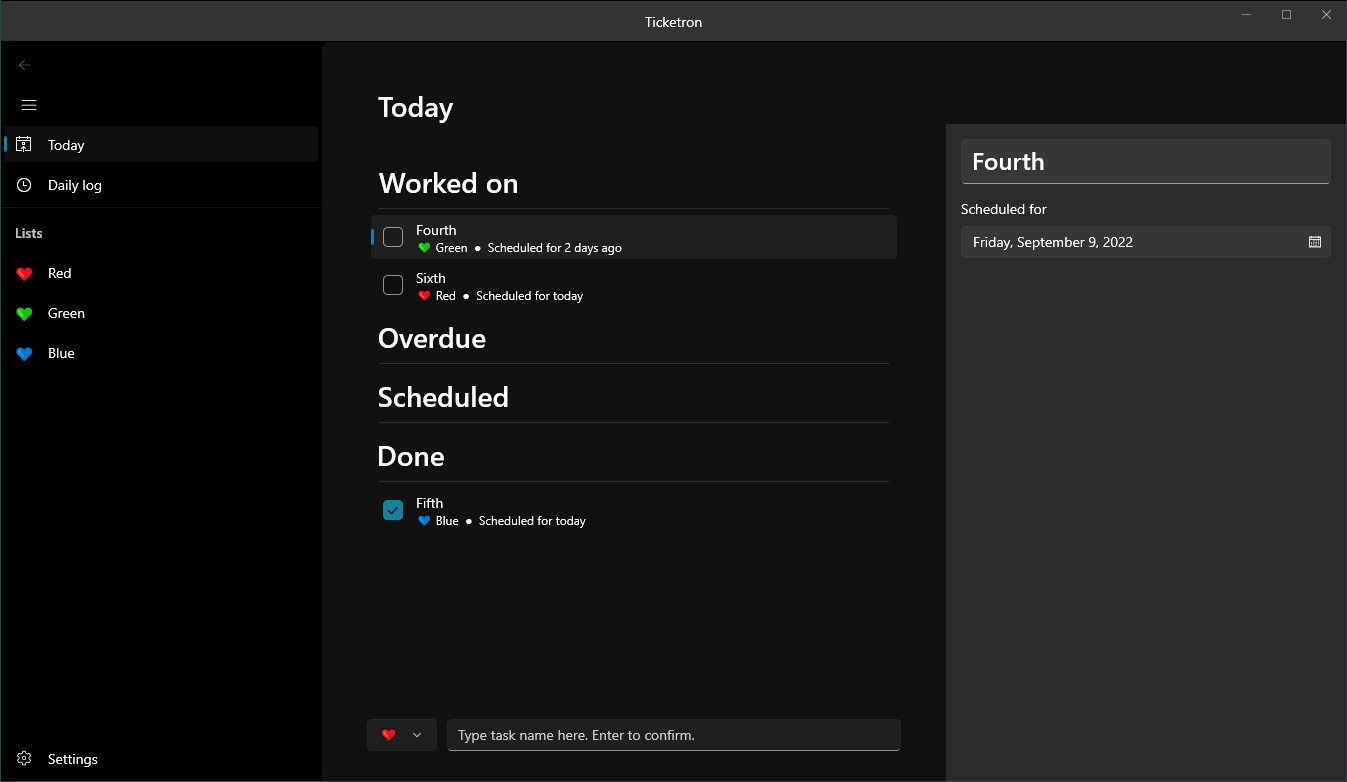 Ticketron
Today
Daily log
Lists
Red
Green
Blue
Settings
Today
Worked on
Fourth
Green ● Scheduled for 2 days ago
Sixth
Red ● Scheduled for today
Overdue
Scheduled
Done
Fifth
Blue ● Scheduled for today
Type task name here. Enter to confirm.
Fourth
Scheduled for
Friday, September 9, 2022